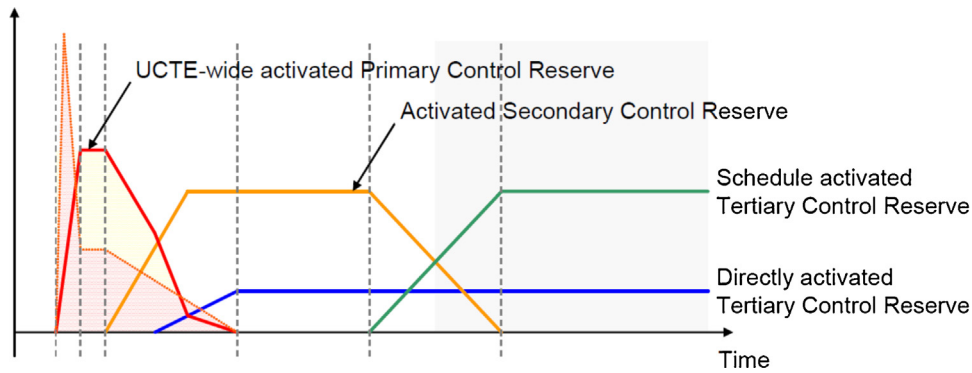 UCTE-wide activated Primary Control Reserve
Activated Secondary Control Reserve
Schedule activated
Tertiary Control Reserve
Directly activated
Tertiary Control Reserve
Time